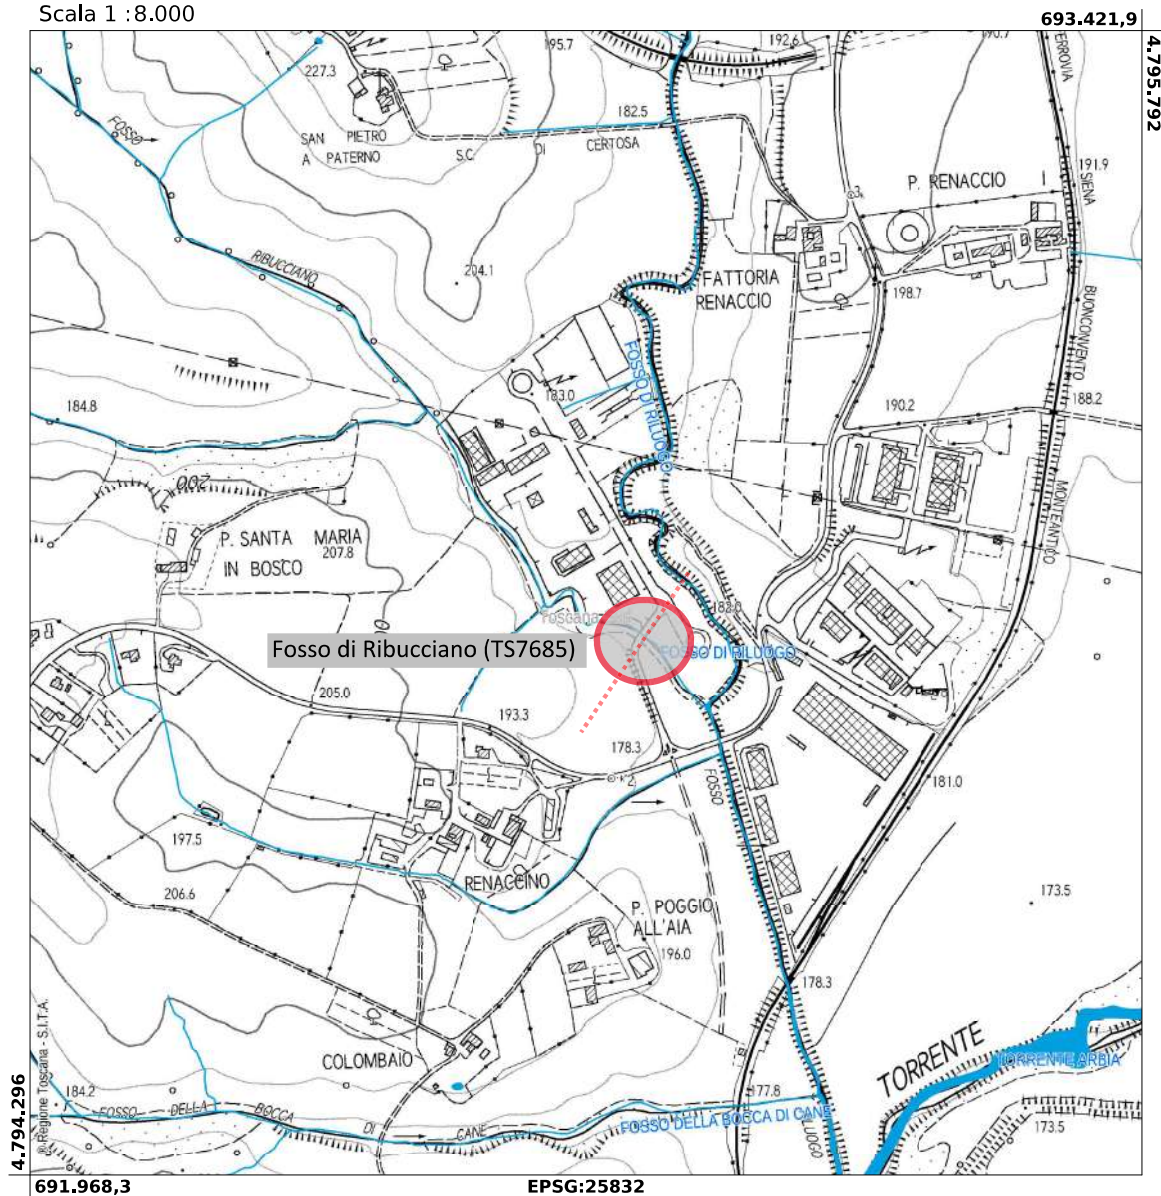 Scala 1 :8.000
693.421,9
4.795.792
195.7
192.6
190.7
FERROVIA
227.3
182.5
FOSSO
SAN PIETRO
A PATERNO
S.C. DI CERTOSA
191.9
P. RENACCIO
SIENA
RIBUCCIANO
204.1
FATTORIA
RENACCIO
198.7
BUONCONVENTO
FOSSO DI RILUOGO
183.0
184.8
190.2
188.2
200
MONTEANTICO
P. SANTA MARIA
207.8
IN BOSCO
182.0
Toscana
Fosso di Ribucciano (TS7685)
FOSSO DI RILUOGO
205.0
193.3
178.3
FOSSO
181.0
197.5
RENACCINO
206.6
P. POGGIO
ALL'AIA
173.5
196.0
178.3
TORRENTE
COLOMBAIO
TORRENTE ARBIA
184.2
177.8
FOSSO DELLA BOCCA DI CANE
FOSSO DELLA BOCCA DI CANE
RILUOGO
173.5
© Regione Toscana - S.I.T.A.
4.794.296
691.968,3
EPSG:25832